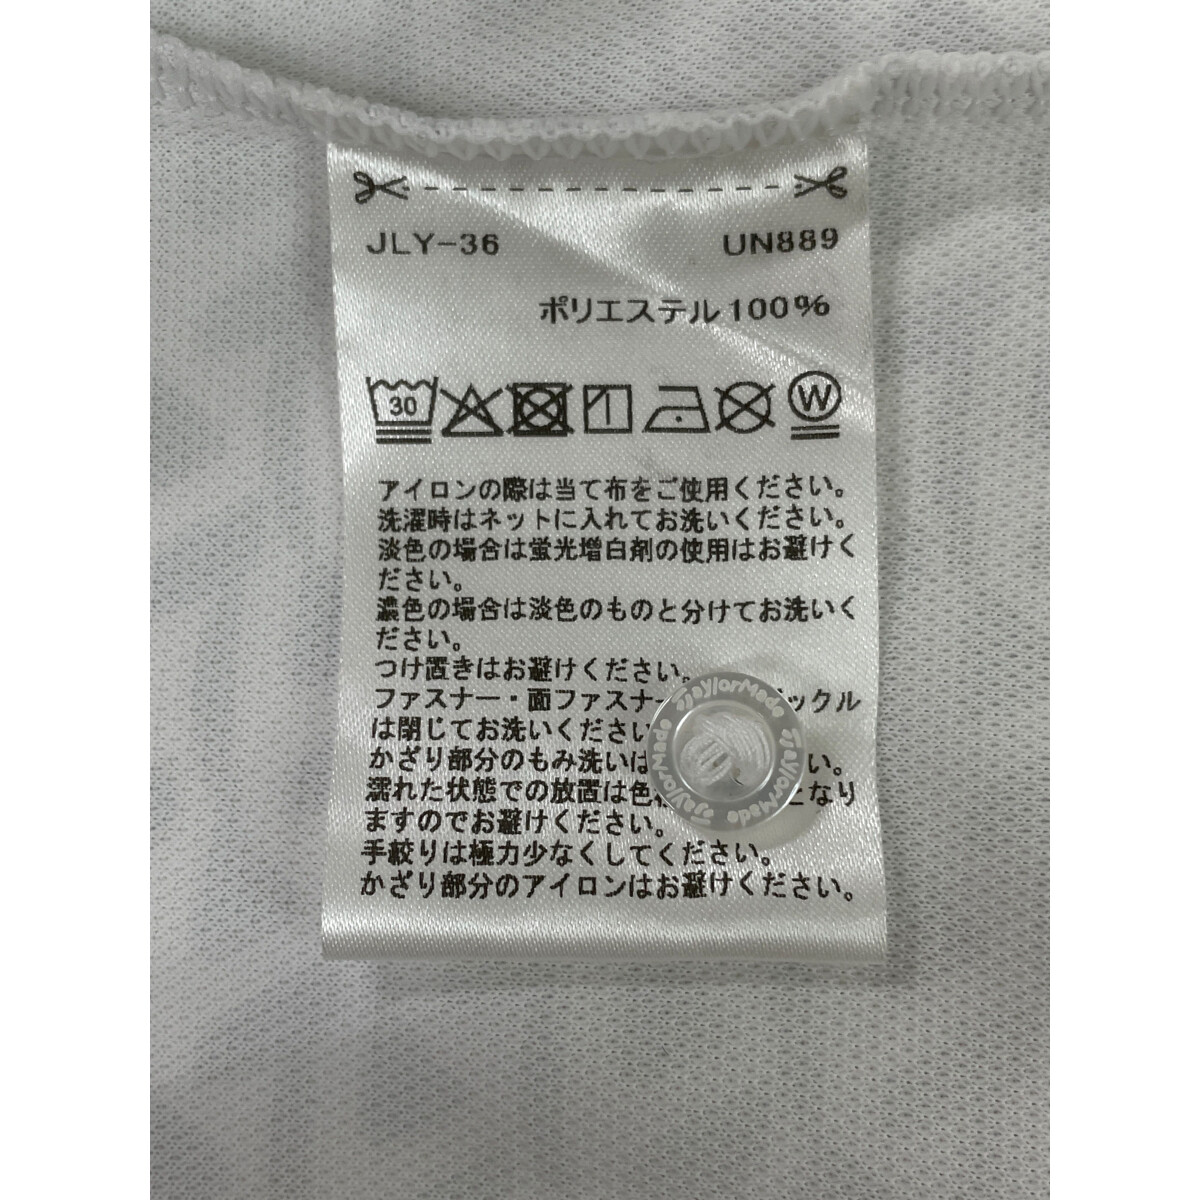 JLY-36 UN889
ポリエステル100%
30 W
アイロンの際は当て布をご使用ください。
洗濯時はネットに入れてお洗いください。
淡色の場合は蛍光増白剤の使用はお避けく
ださい。
濃色の場合は淡色のものと分けてお洗いく
ださい。
つけ置きはお避けください。
ファスナー・面ファスナー ックル
は閉じてお洗いください
かざり部分のもみ洗いは い。
濡れた状態での放置は色 となり
ますのでお避けください。
手絞りは極力少なくしてください。
かざり部分のアイロンはお避けください。
TaylorMade TaylorMade TaylorMade TaylorMade